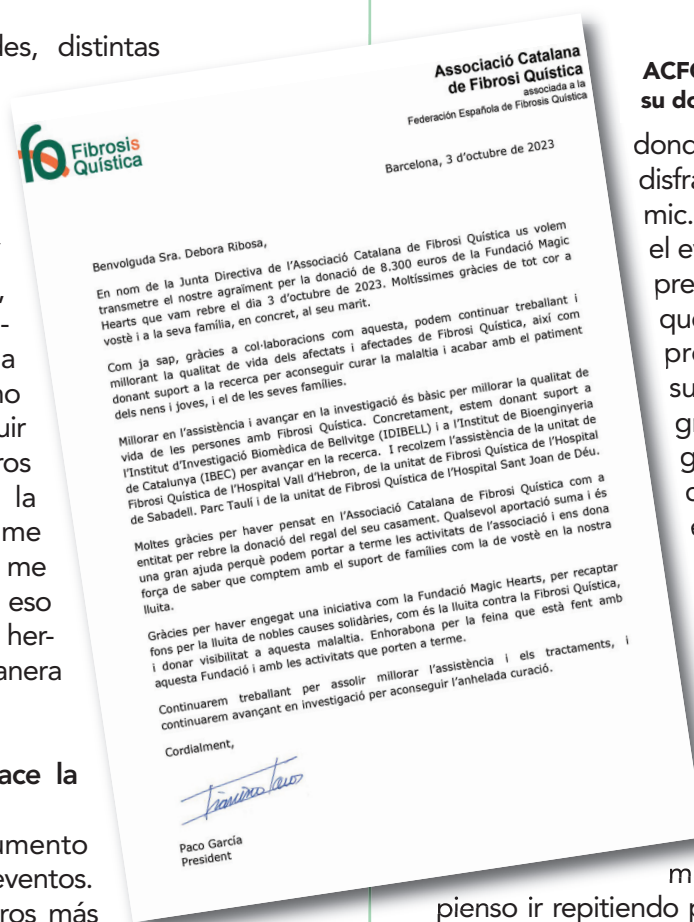 les, distintas
a
la
me
me
eso
her-
anera
ace la
umento
eventos.
ros más
Fibrosis
Quística
Associació Catalana
de Fibrosi Quística
associada a la
Federación Española de Fibrosis Quística
Barcelona, 3 d'octubre de 2023
Benvolguda Sra. Debora Ribosa,
En nom de la Junta Directiva de l'Associació Catalana de Fibrosi Quística us volem
transmetre el nostre agraïment per la donació de 8.300 euros de la Fundació Magic
Hearts que vam rebre el dia 3 d'octubre de 2023. Moltíssimes gràcies de tot cor a
vostè i a la seva família, en concret, al seu marit.
Com ja sap, gràcies a col·laboracions com aquesta, podem continuar treballant i
millorant la qualitat de vida dels afectats i afectades de Fibrosi Quística, així com
donant suport a la recerca per aconseguir curar la malaltia i acabar amb el patiment
dels nens i joves, i el de les seves famílies.
Millorar en l'assistència i avançar en la investigació és bàsic per millorar la qualitat de
vida de les persones amb Fibrosi Quística. Concretament, estem donant suport a
l'Institut d'Investigació Biomèdica de Bellvitge (IDIBELL) i a l'Institut de Bioenginyeria
de Catalunya (IBEC) per avançar en la recerca. I recolzem l'assistència de la unitat de
Fibrosi Quística de l'Hospital Vall d'Hebron, de la unitat de Fibrosi Quística de l'Hospital
de Sabadell. Parc Taulí i de la unitat de Fibrosi Quística de l'Hospital Sant Joan de Déu.
Moltes gràcies per haver pensat en l'Associació Catalana de Fibrosi Quística com a
entitat per rebre la donació del regal del seu casament. Qualsevol aportació suma i és
una gran ajuda perquè podem portar a terme les activitats de l'associació i ens dona
força de saber que comptem amb el suport de famílies com la de vostè en la nostra
lluita.
Gràcies per haver engegat una iniciativa com la Fundació Magic Hearts, per recaptar
fons per la lluita de nobles causes solidàries, com és la lluita contra la Fibrosi Quística,
i donar visibilitat a aquesta malaltia. Enhorabona per la feina que està fent amb
aquesta Fundació i amb les activitats que porten a terme.
Continuarem treballant per assolir millorar l'assistència i els tractaments, i
continuarem avançant en investigació per aconseguir l'anhelada curació.
Cordialment,
Paco García
President
ACFQ
su do
dond
disfra
mic.
el e
pre
que
pro
su
gr
g
m
pienso ir repitiendo p